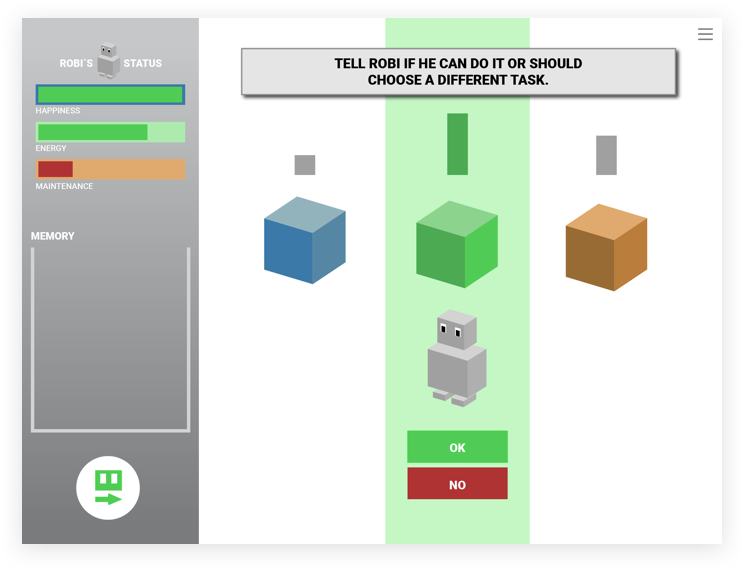 ROBI´S STATUS
HAPPINESS
ENERGY
MAINTENANCE
MEMORY
TELL ROBI IF HE CAN DO IT OR SHOULD
CHOOSE A DIFFERENT TASK.
OK
NO